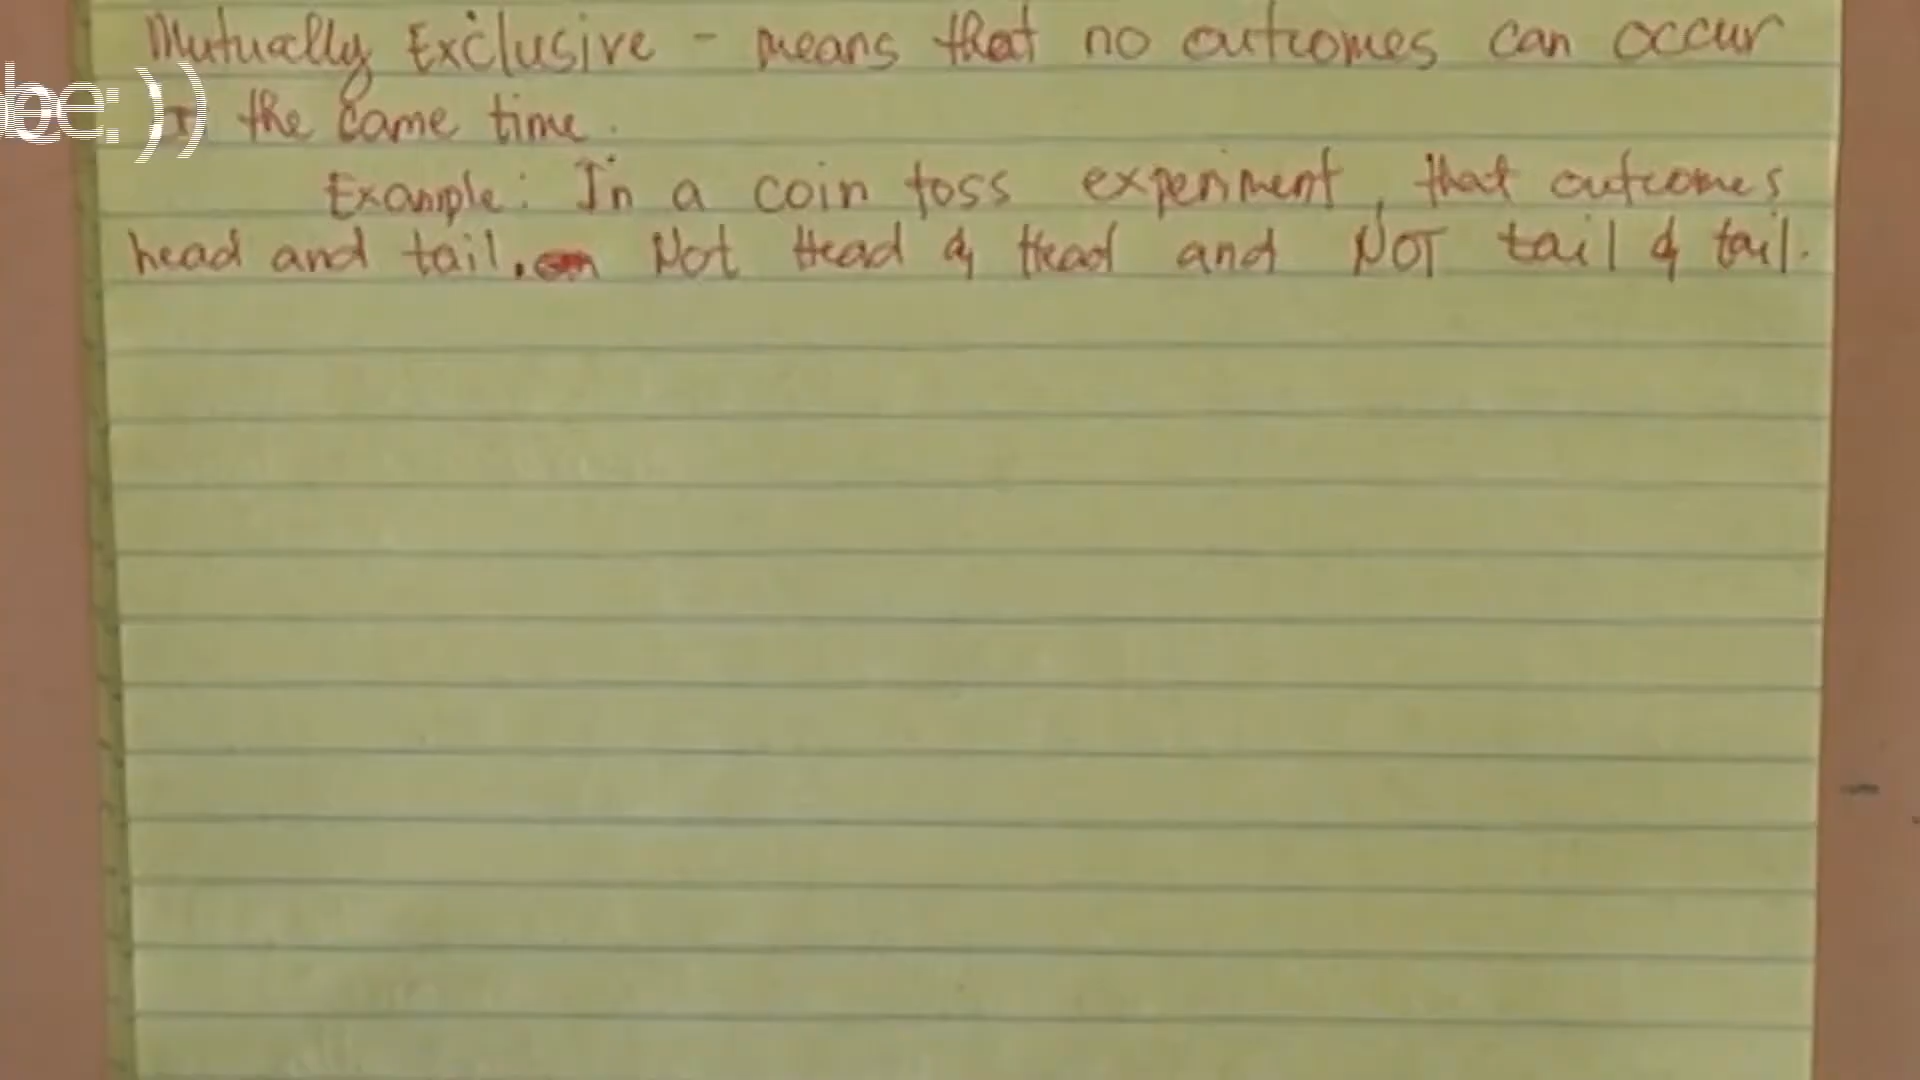 Mutually Exclusive - means that no outcomes can occur
the same time.
Example: In a coin toss experiment, that outcomes
head and tail. Not Head & Head and NOT tail & tail.
be: ))